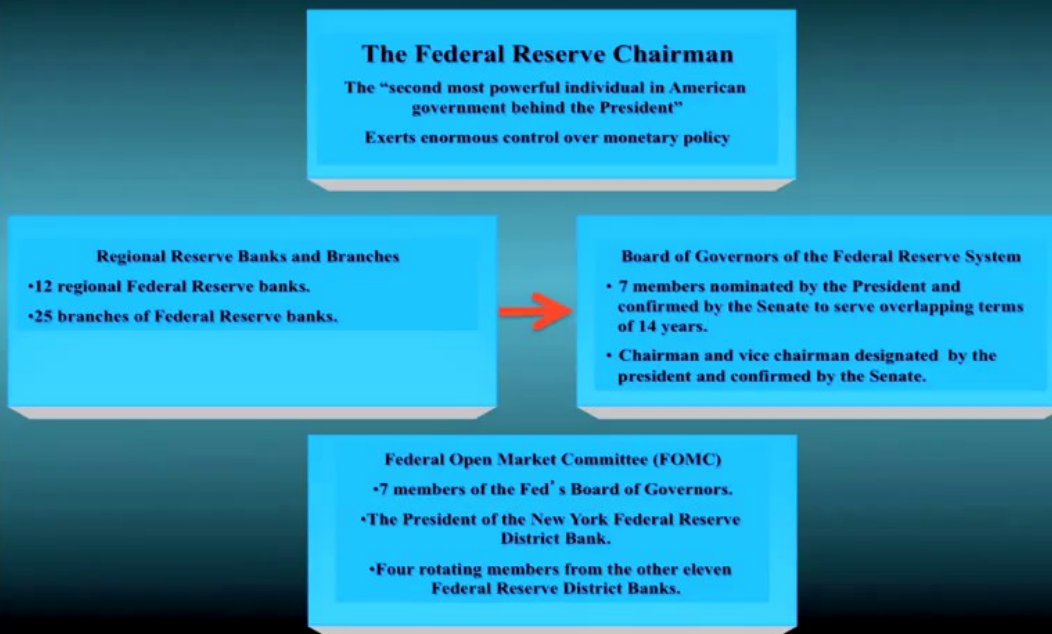 The Federal Reserve Chairman
The “second most powerful individual in American
government behind the President”
Exerts enormous control over monetary policy
Regional Reserve Banks and Branches
•12 regional Federal Reserve banks.
•25 branches of Federal Reserve banks.
Board of Governors of the Federal Reserve System
• 7 members nominated by the President and
confirmed by the Senate to serve overlapping terms
of 14 years.
• Chairman and vice chairman designated by the
president and confirmed by the Senate.
Federal Open Market Committee (FOMC)
•7 members of the Fed’s Board of Governors.
•The President of the New York Federal Reserve
District Bank.
•Four rotating members from the other eleven
Federal Reserve District Banks.